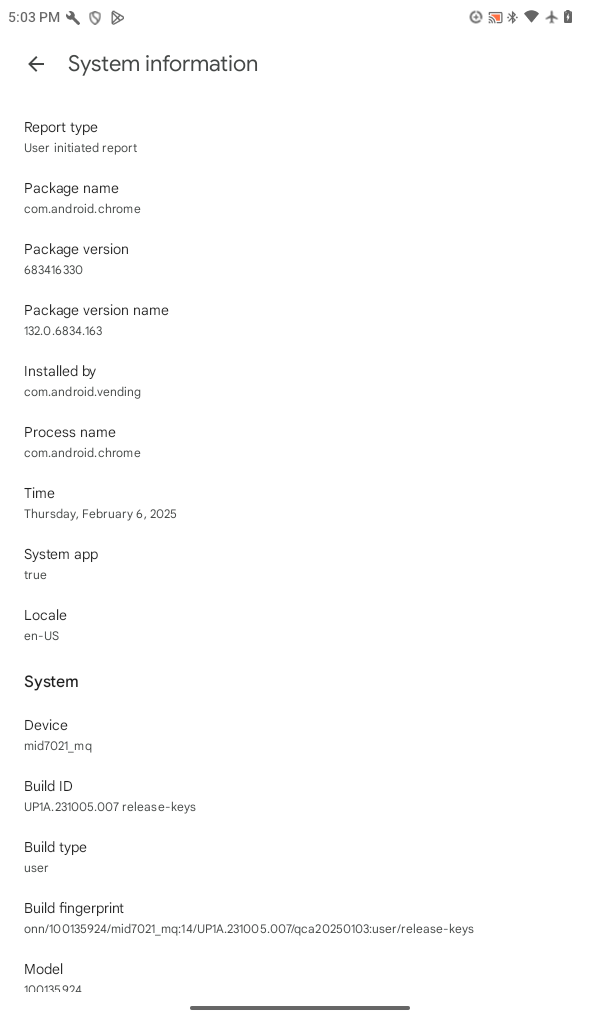 5:03 PM
System information
Report type
User initiated report
Package name
com.android.chrome
Package version
683416330
Package version name
132.0.6834.163
Installed by
com.android.vending
Process name
com.android.chrome
Time
Thursday, February 6, 2025
System app
true
Locale
en-US
System
Device
mid7021_mq
Build ID
UP1A.231005.007 release-keys
Build type
user
Build fingerprint
onn/100135924/mid7021_mq:14/UP1A.231005.007/qca20250103:user/release-keys
Model
100135924